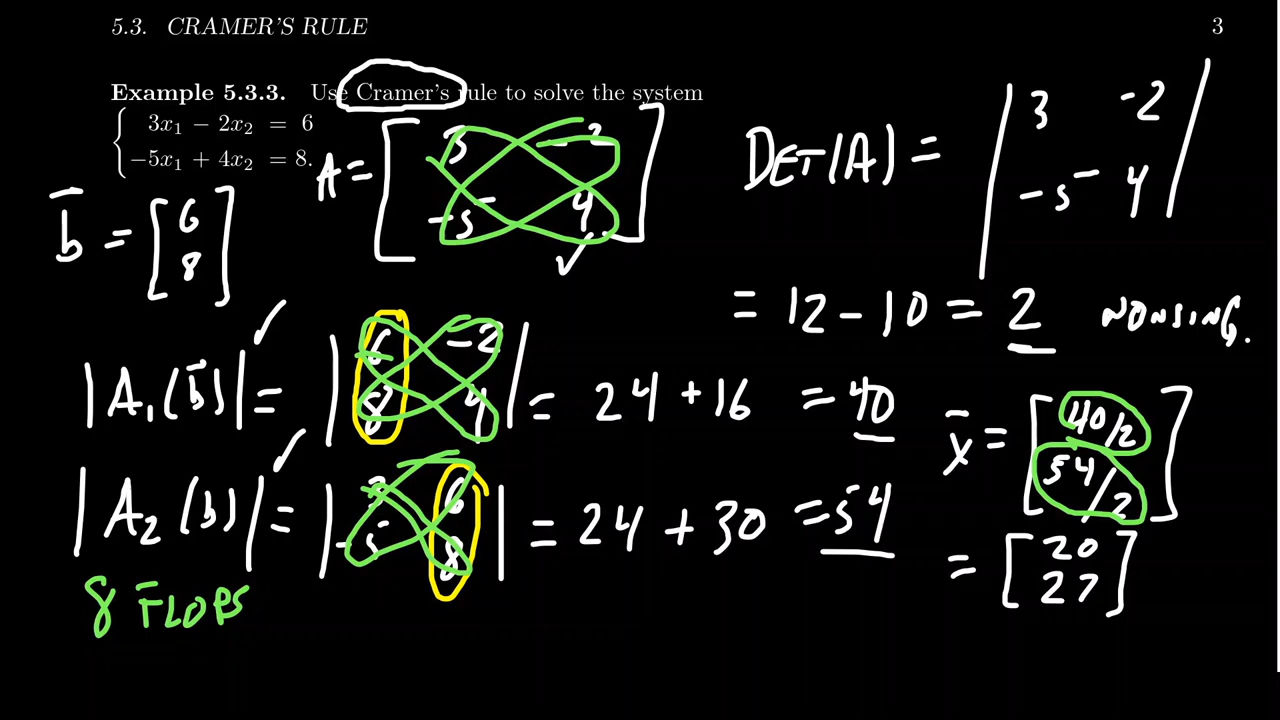 5.3. CRAMER'S RULE 3
Example 5.3.3. Use Cramer's rule to solve the system
3x₁ − 2x₂ = 6
−5x₁ + 4x₂ = 8.
A = [ 3 -2
-5 4 ]
DET(A) = | 3 -2
-5 4 |
b = [ 6
8 ]
= 12 - 10 = 2 NONSING.
|A₁(b)| = | 6 -2
8 4 | = 24 + 16 = 40
|A₂(b)| = | 3 6
-5 8 | = 24 + 30 = 54
x = [ 40/2
54/2 ]
= [ 20
27 ]
8 FLOPS